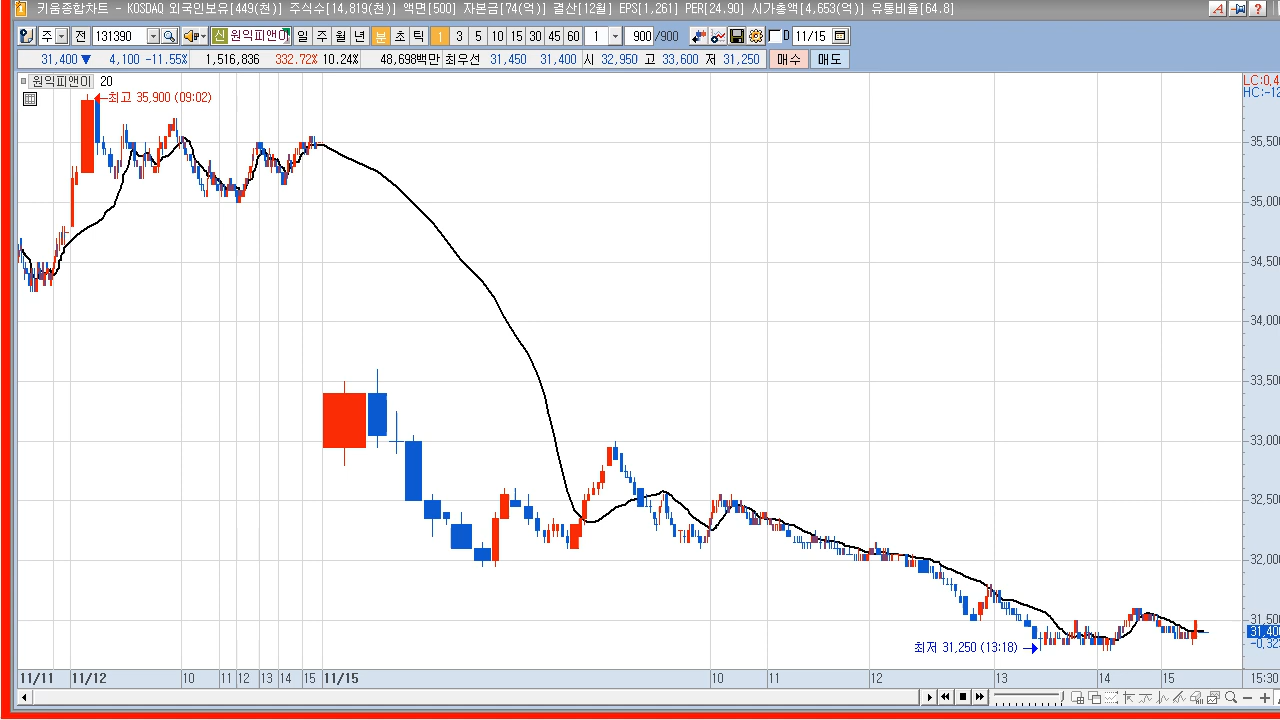 키움종합차트 - KOSDAQ 외국인보유[449(천)] 주식수[14,819(천)] 액면[500] 자본금[74(억)] 결산[12월] EPS[1,261] PER[24.90] 시가총액[4,653(억)] 유통비율[64.8]
주 전 131390 신 원익피앤이 일 주 월 년 분 초 틱 1 3 5 10 15 30 45 60 1 900 /900 D 11/15
31,400 ▼ 4,100 -11.55% 1,516,836 332.72% 10.24% 48,698백만 최우선 31,450 31,400 시 32,950 고 33,600 저 31,250 매수 매도
원익피앤이 20
LC:0,4
HC:-12
최고 35,900 (09:02)
35,500
35,000
34,500
34,000
33,500
33,000
32,500
32,000
31,500
31,400
-0,32
최저 31,250 (13:18)
11/11 11/12 10 11 12 13 14 15 11/15 10 11 12 13 14 15 15:30